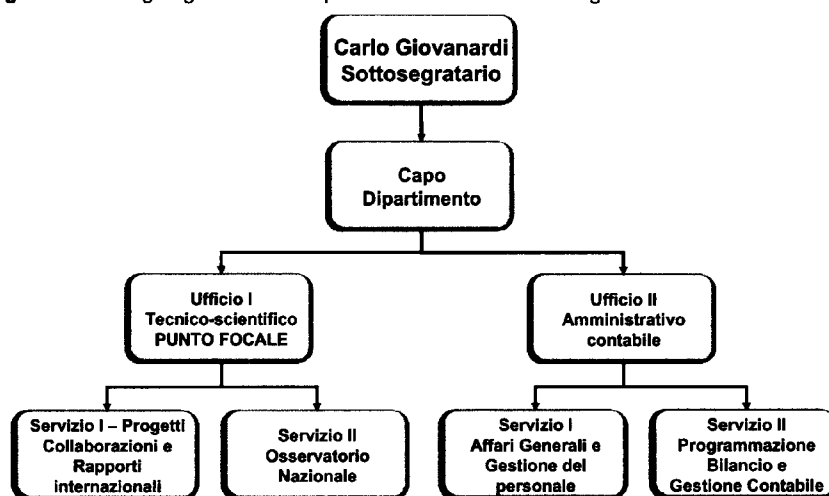 Carlo Giovanardi
Sottosegratario
Capo
Dipartimento
Ufficio I
Tecnico-scientifico
PUNTO FOCALE
Ufficio II
Amministrativo
contabile
Servizio I – Progetti
Collaborazioni e
Rapporti
internazionali
Servizio II
Osservatorio
Nazionale
Servizio I
Affari Generali e
Gestione del
personale
Servizio II
Programmazione
Bilancio e
Gestione Contabile